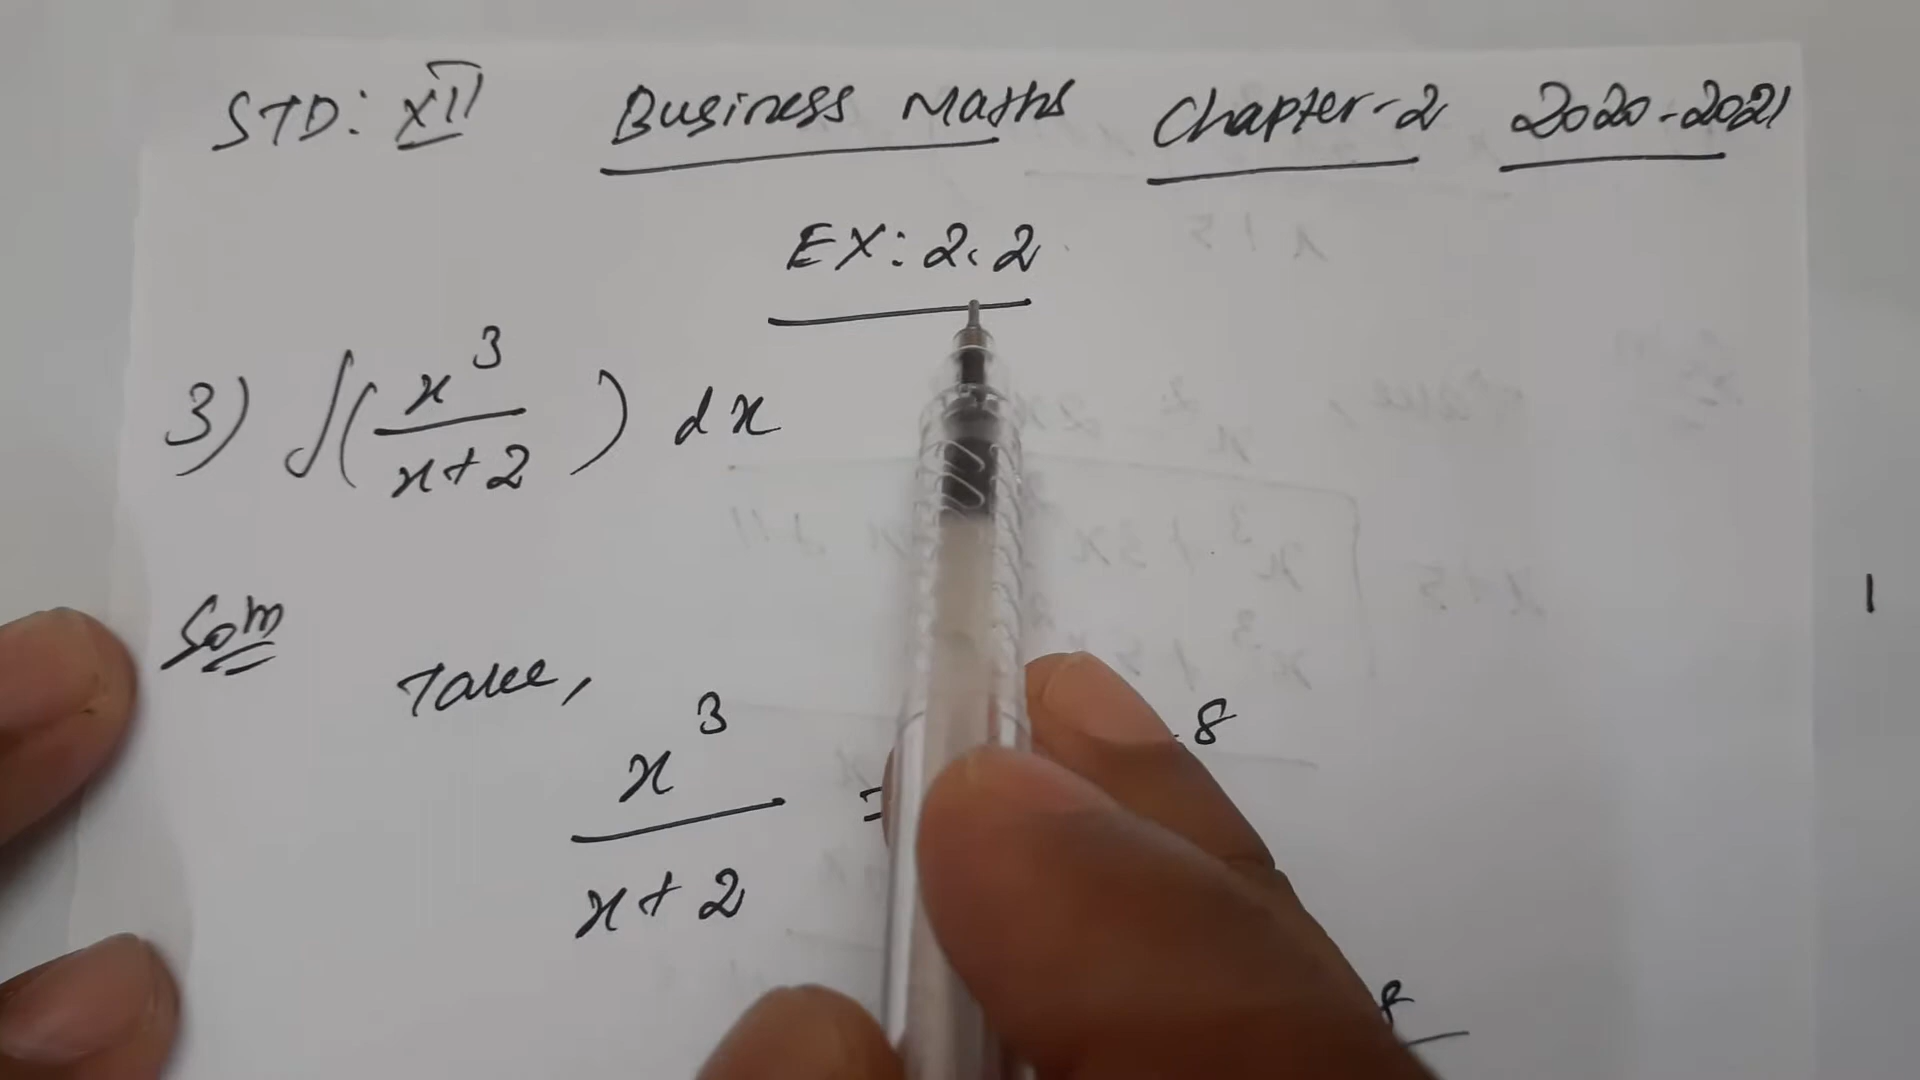 STD: XII Business Maths Chapter-2 2020-2021
EX: 2.2
3) ∫(x³/x+2) dx
Soln
Take,
x³/x+2 = 8
8